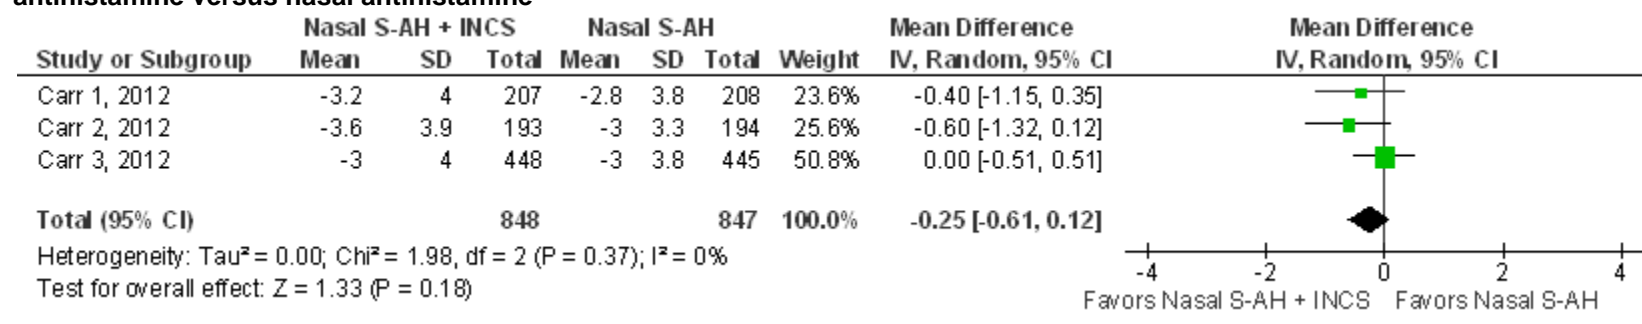 antihistamine versus nasal antihistamine
Nasal S-AH + INCS Nasal S-AH Mean Difference Mean Difference
Study or Subgroup Mean SD Total Mean SD Total Weight IV, Random, 95% CI IV, Random, 95% CI
Carr 1, 2012 -3.2 4 207 -2.8 3.8 208 23.6% -0.40 [-1.15, 0.35]
Carr 2, 2012 -3.6 3.9 193 -3 3.3 194 25.6% -0.60 [-1.32, 0.12]
Carr 3, 2012 -3 4 448 -3 3.8 445 50.8% 0.00 [-0.51, 0.51]
Total (95% CI) 848 847 100.0% -0.25 [-0.61, 0.12]
Heterogeneity: Tau² = 0.00; Chi² = 1.98, df = 2 (P = 0.37); I² = 0%
Test for overall effect: Z = 1.33 (P = 0.18)
-4 -2 0 2 4
Favors Nasal S-AH + INCS Favors Nasal S-AH